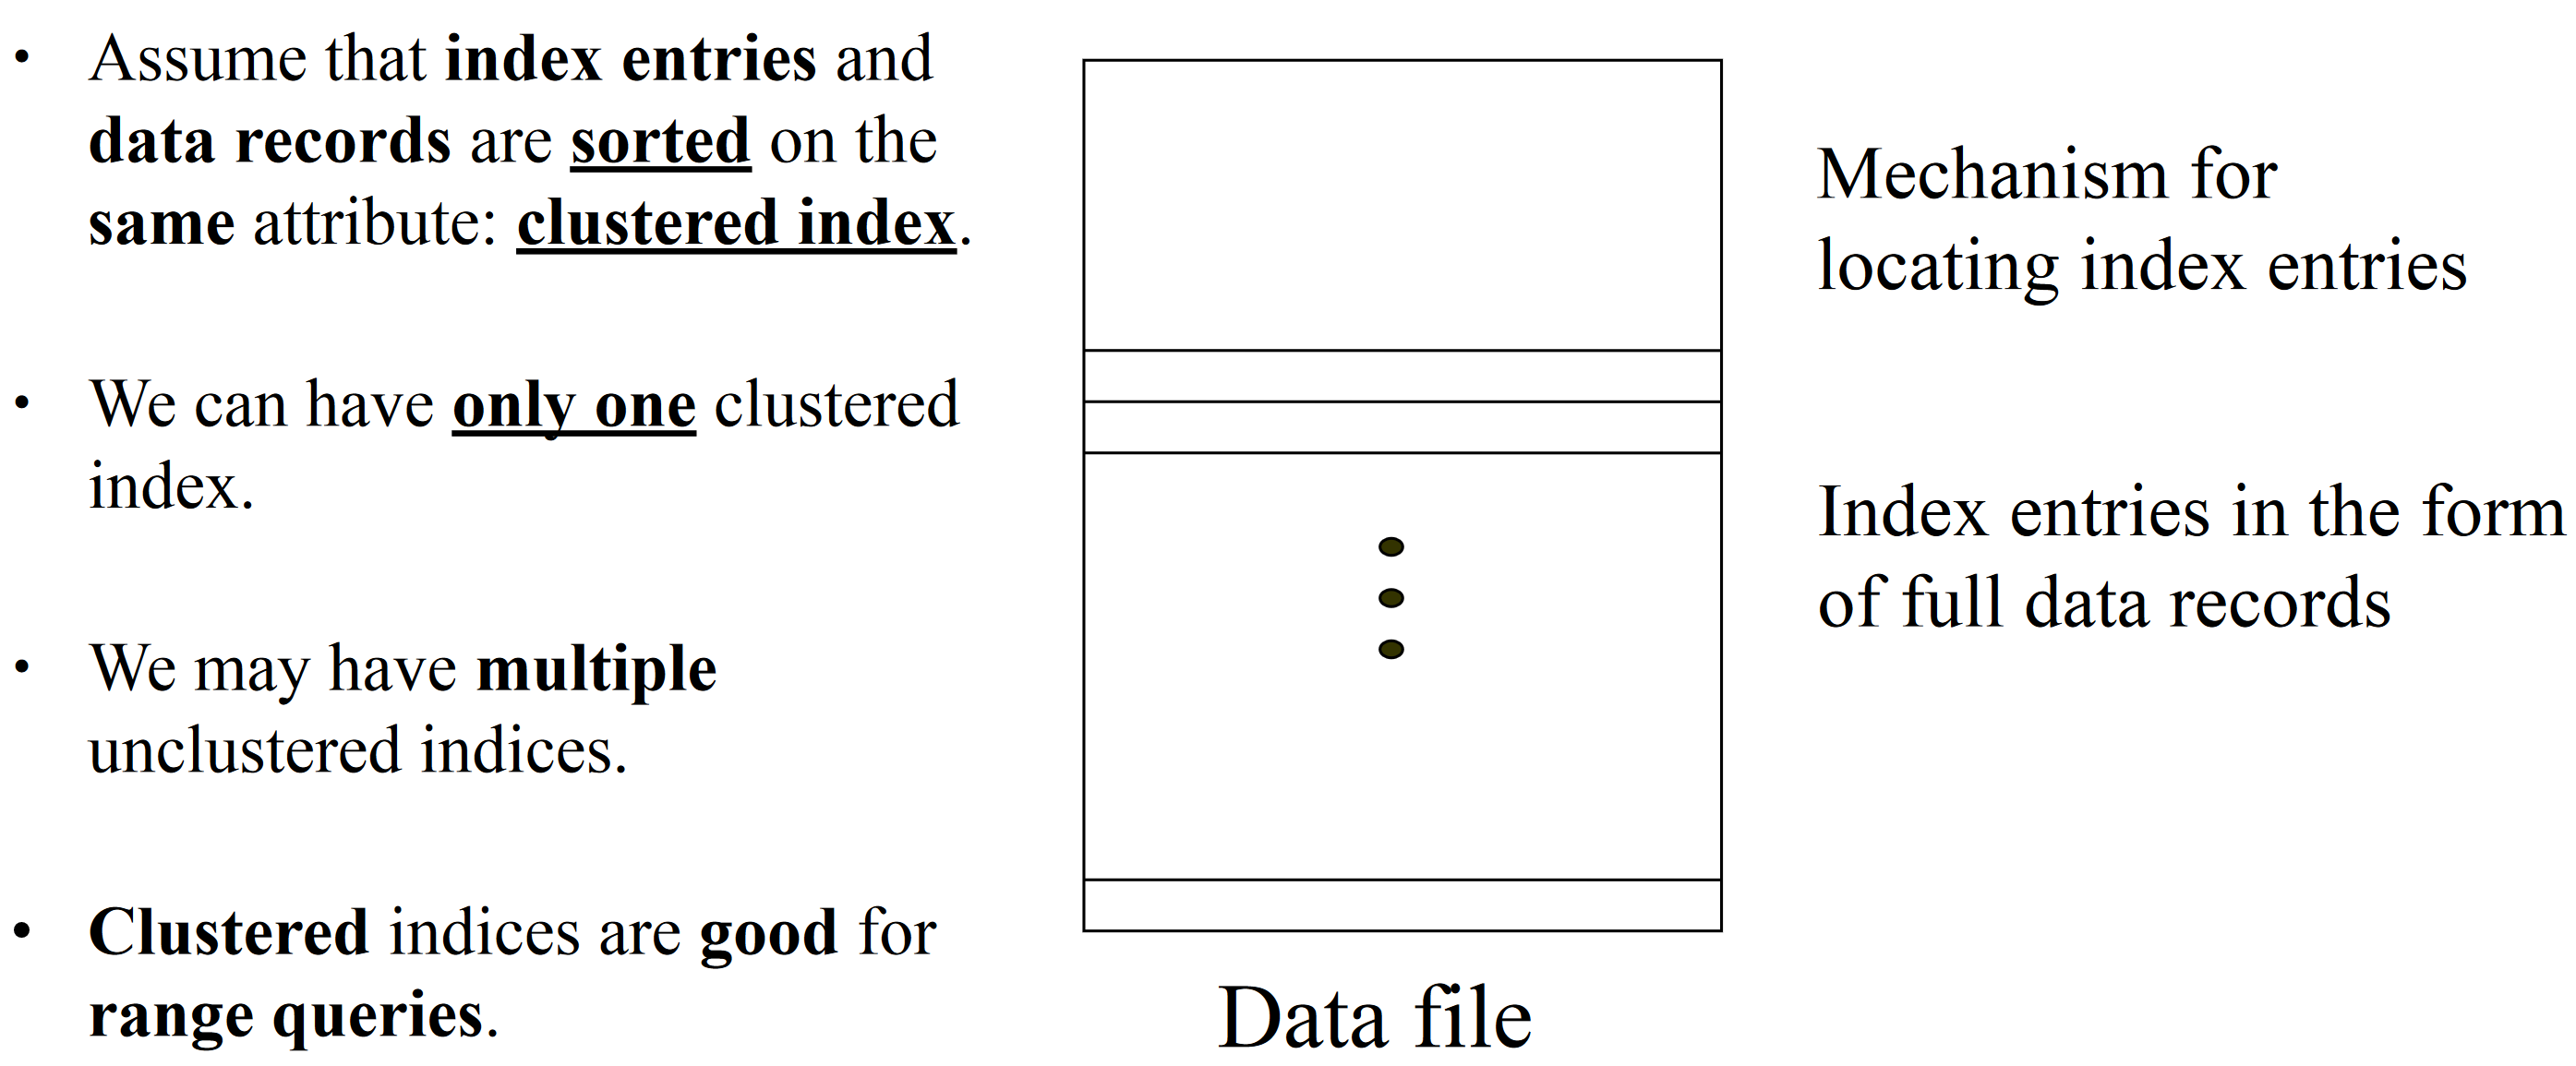 • Assume that index entries and
data records are sorted on the
same attribute: clustered index.
• We can have only one clustered
index.
• We may have multiple
unclustered indices.
• Clustered indices are good for
range queries.
Mechanism for
locating index entries
Index entries in the form
of full data records
Data file